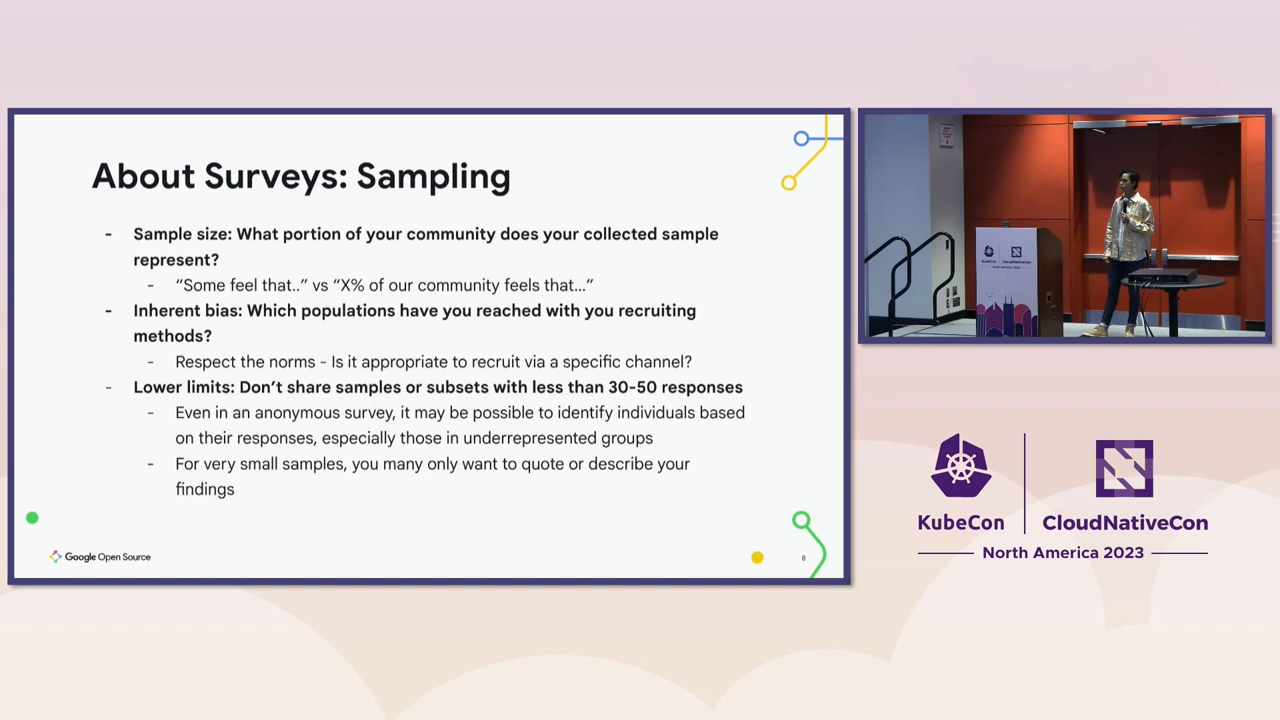 About Surveys: Sampling
- Sample size: What portion of your community does your collected sample
represent?
- “Some feel that..” vs “X% of our community feels that...”
- Inherent bias: Which populations have you reached with you recruiting
methods?
- Respect the norms - Is it appropriate to recruit via a specific channel?
- Lower limits: Don’t share samples or subsets with less than 30-50 responses
- Even in an anonymous survey, it may be possible to identify individuals based
on their responses, especially those in underrepresented groups
- For very small samples, you many only want to quote or describe your
findings
Google Open Source
8
KubeCon
CloudNativeCon
KubeCon
CloudNativeCon
North America 2023